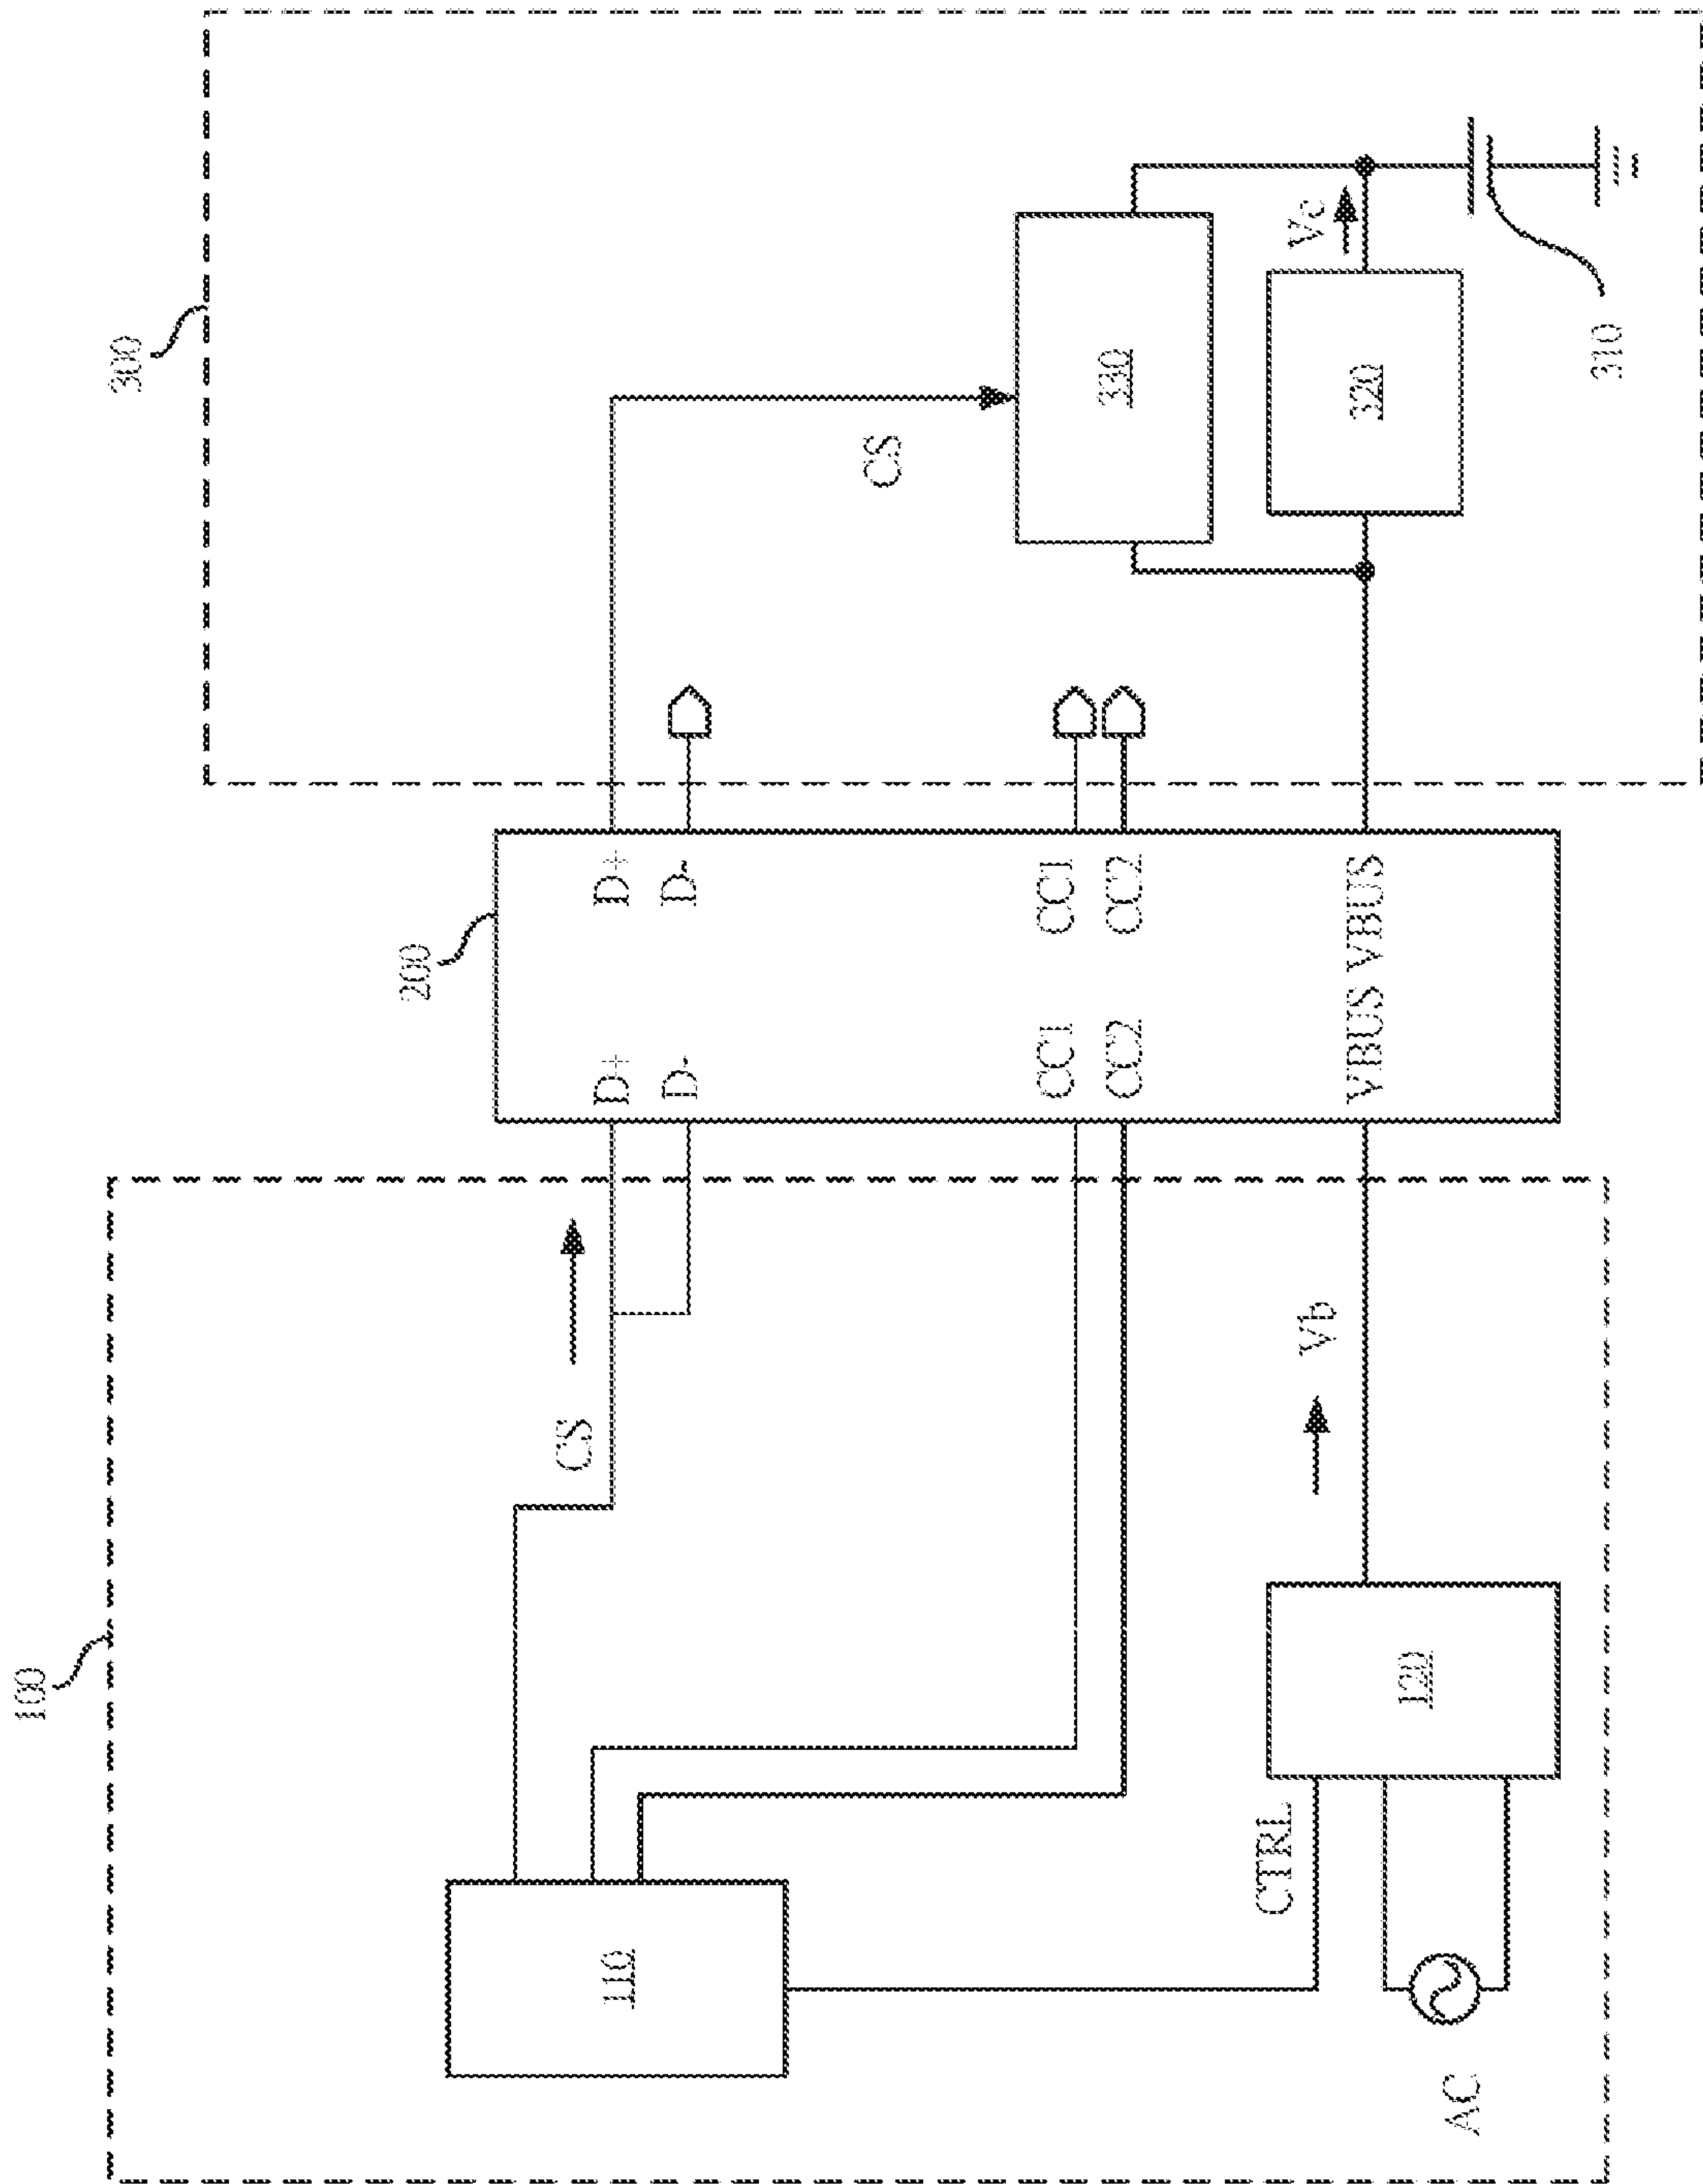 100
300
200
CS
D+
D+
D-
D-
CS
110
CC1
CC1
CC2
CC2
330
CTRL
Vb
VBUS VBUS
Vc
120
320
AC
310